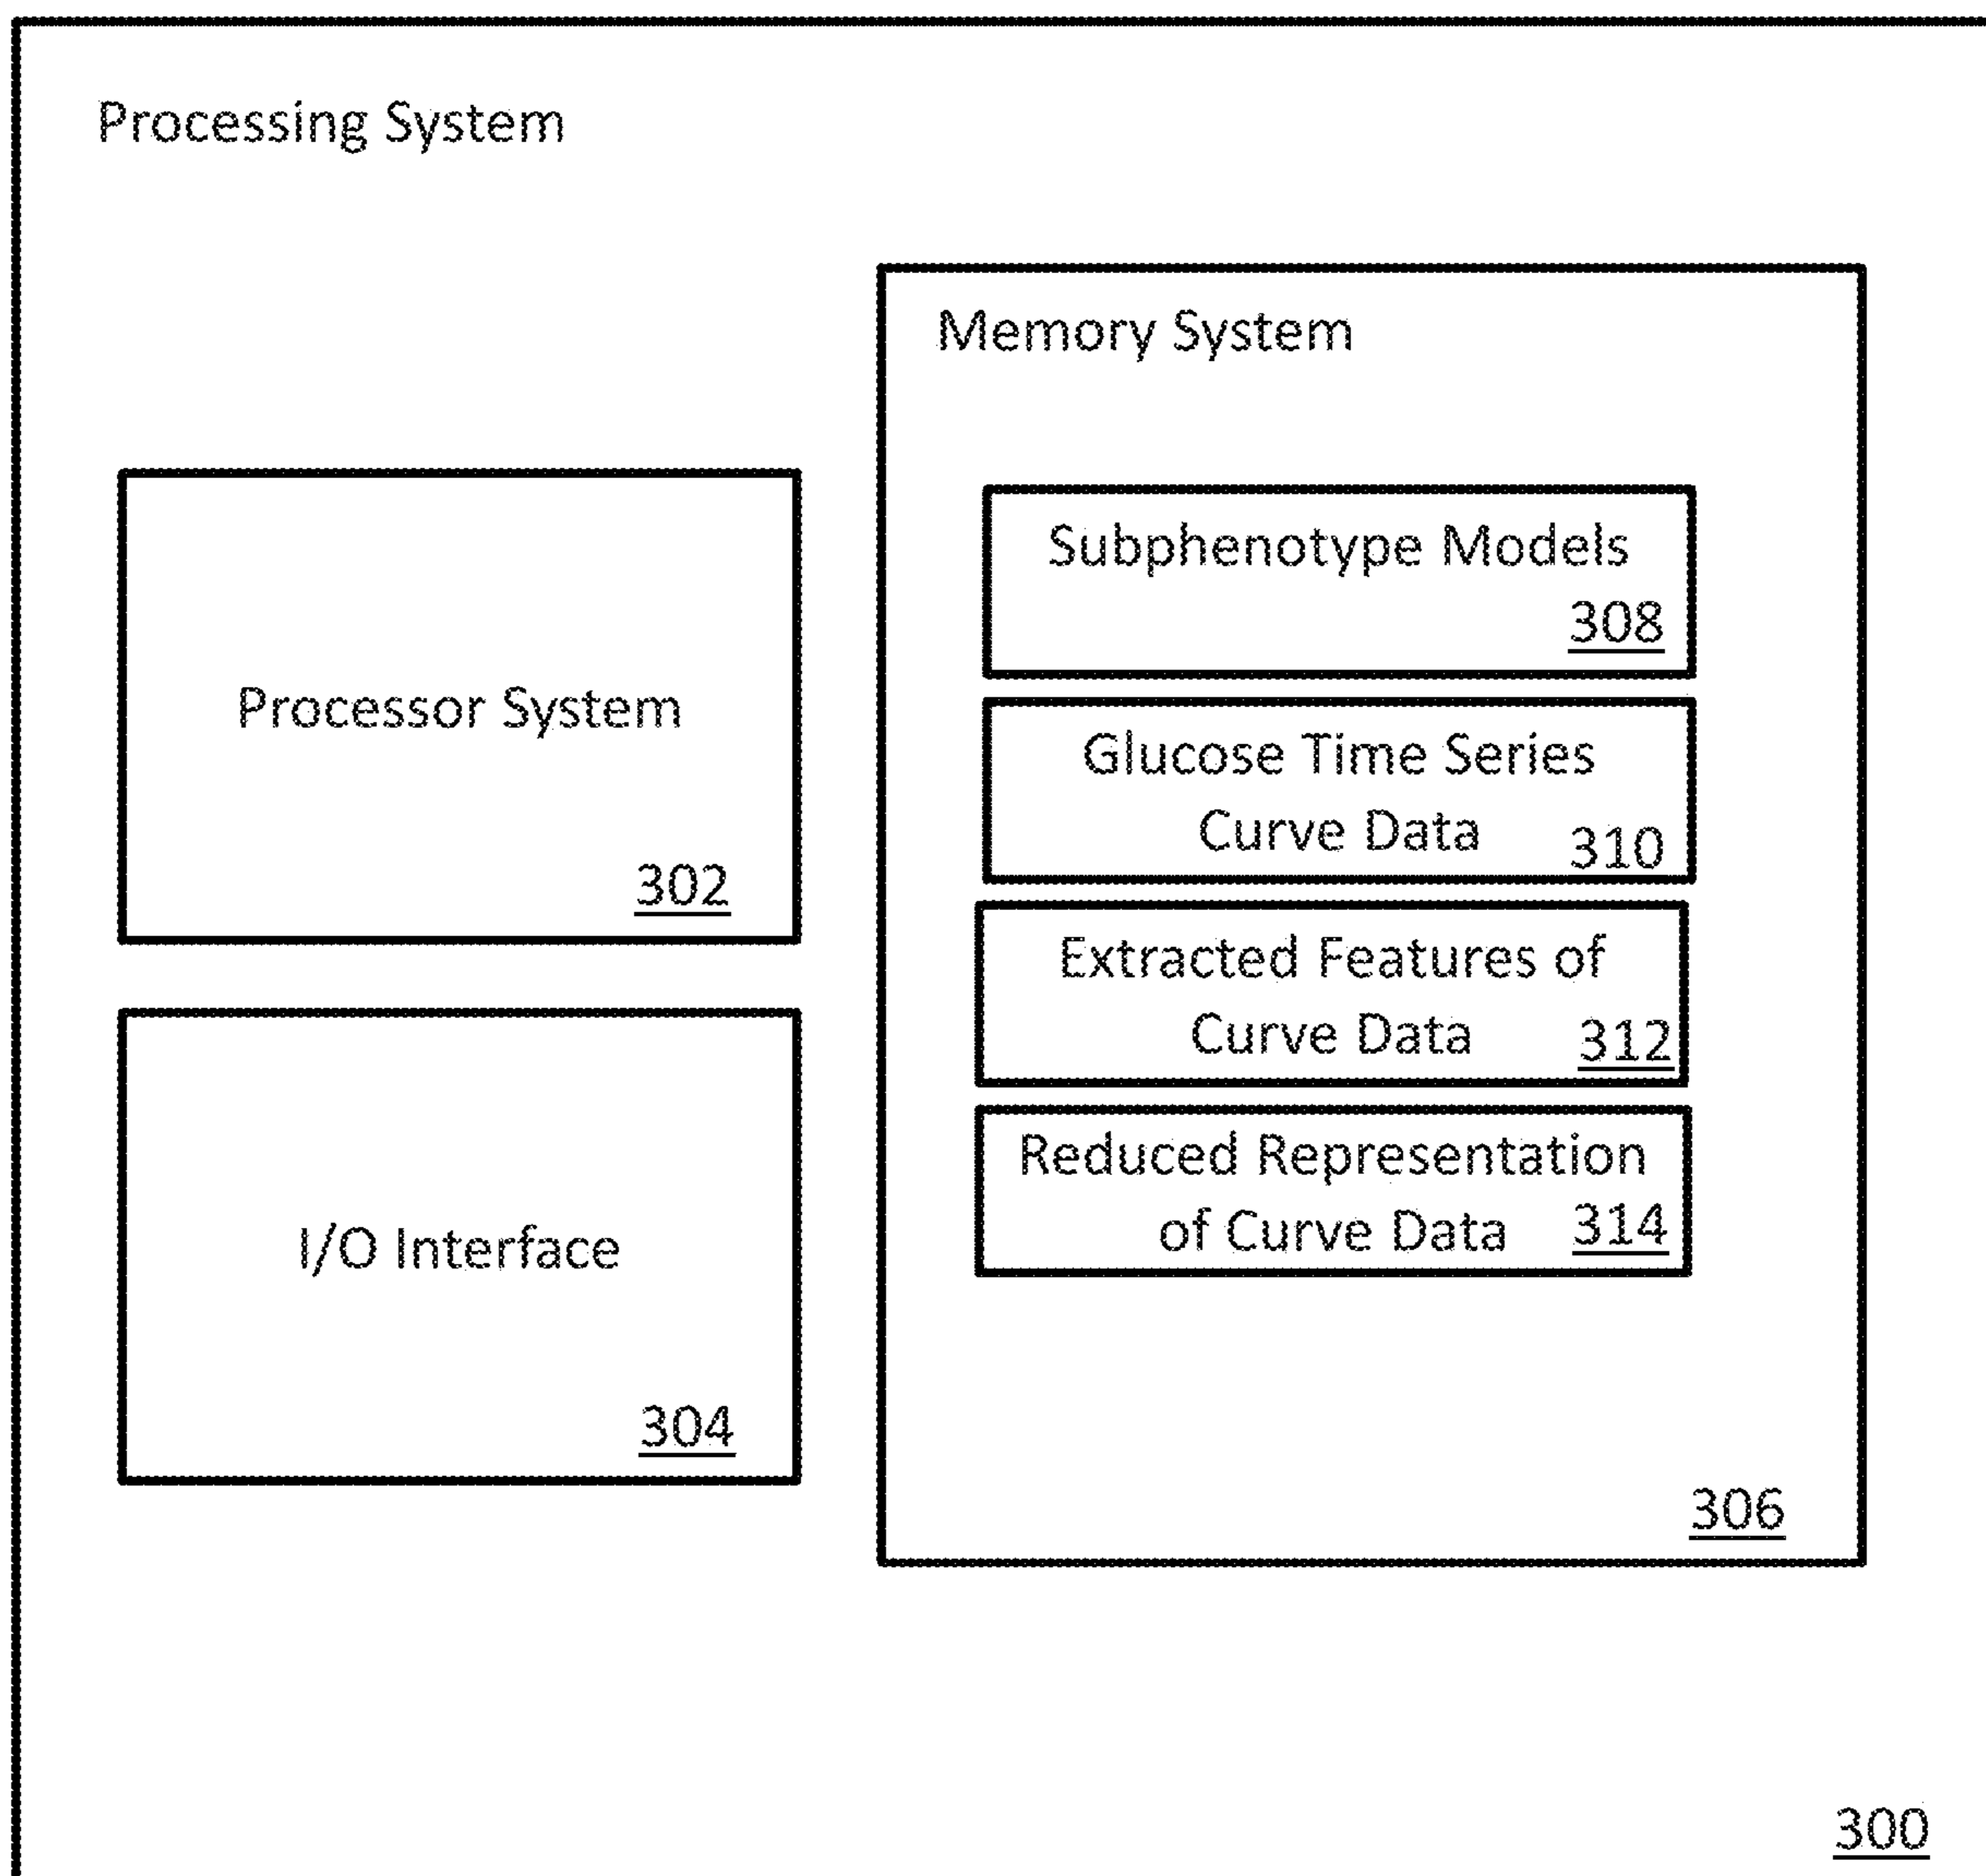 Processing System
Memory System
Subphenotype Models
308
Processor System
Glucose Time Series
Curve Data 310
302
Extracted Features of
Curve Data 312
Reduced Representation
of Curve Data 314
I/O Interface
304
306
300